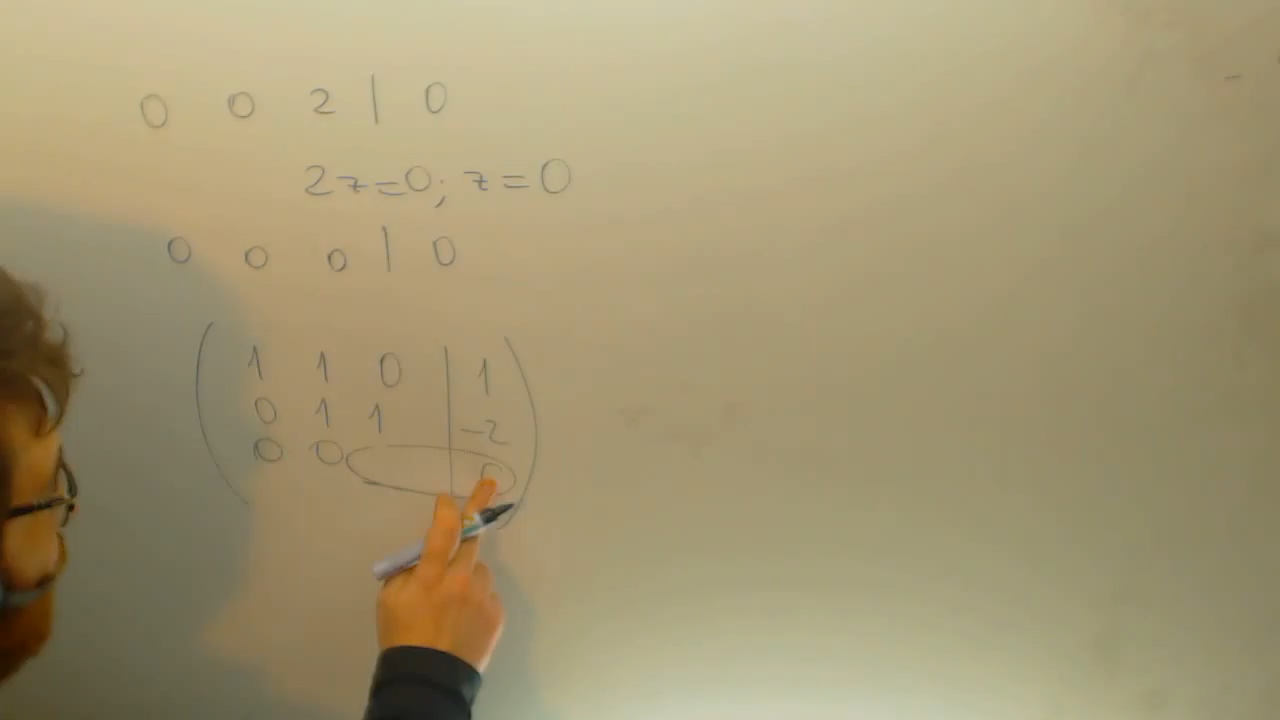 0 0 2 | 0
2z=0; z=0
0 0 0 | 0
1 1 0 | 1
0 1 1 | -2
0 0 | 0